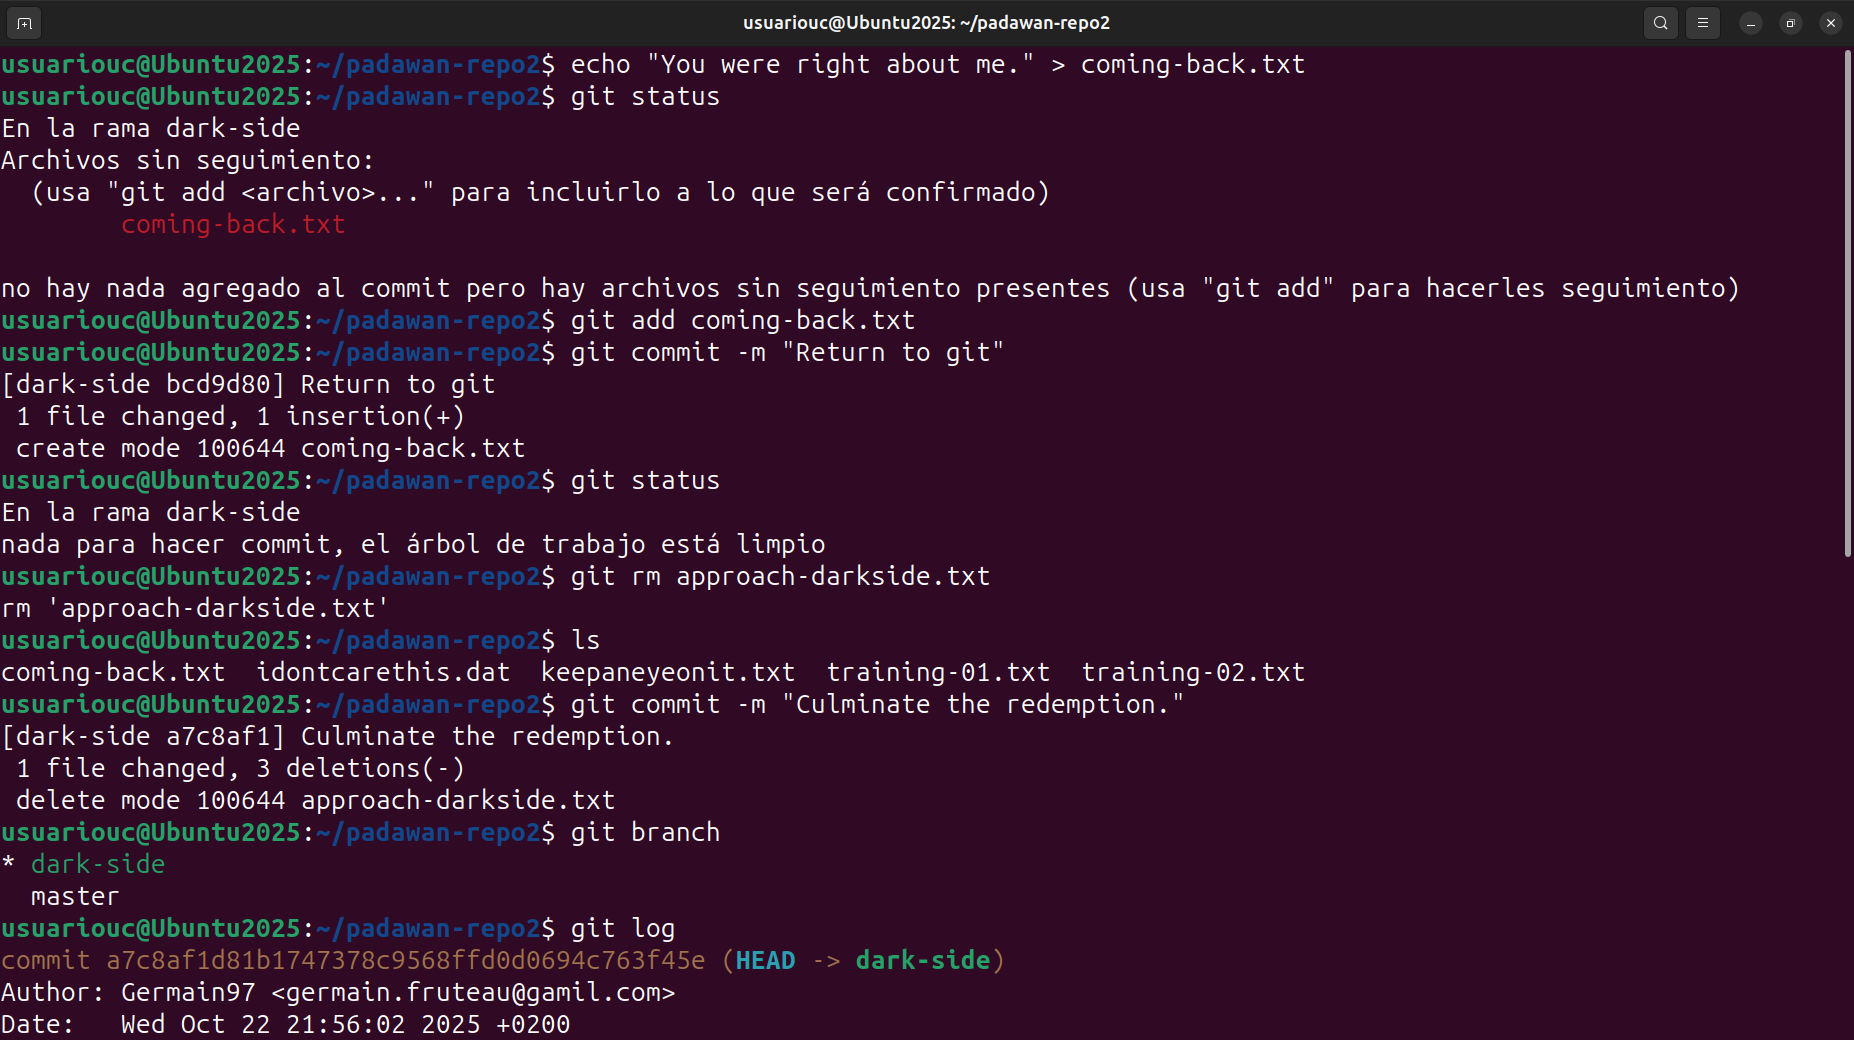 usuariouc@Ubuntu2025: ~/padawan-repo2
usuariouc@Ubuntu2025:~/padawan-repo2$ echo "You were right about me." > coming-back.txt
usuariouc@Ubuntu2025:~/padawan-repo2$ git status
En la rama dark-side
Archivos sin seguimiento:
  (usa "git add <archivo>..." para incluirlo a lo que será confirmado)
        coming-back.txt

no hay nada agregado al commit pero hay archivos sin seguimiento presentes (usa "git add" para hacerles seguimiento)
usuariouc@Ubuntu2025:~/padawan-repo2$ git add coming-back.txt
usuariouc@Ubuntu2025:~/padawan-repo2$ git commit -m "Return to git"
[dark-side bcd9d80] Return to git
 1 file changed, 1 insertion(+)
 create mode 100644 coming-back.txt
usuariouc@Ubuntu2025:~/padawan-repo2$ git status
En la rama dark-side
nada para hacer commit, el árbol de trabajo está limpio
usuariouc@Ubuntu2025:~/padawan-repo2$ git rm approach-darkside.txt
rm 'approach-darkside.txt'
usuariouc@Ubuntu2025:~/padawan-repo2$ ls
coming-back.txt  idontcarethis.dat  keepaneyeonit.txt  training-01.txt  training-02.txt
usuariouc@Ubuntu2025:~/padawan-repo2$ git commit -m "Culminate the redemption."
[dark-side a7c8af1] Culminate the redemption.
 1 file changed, 3 deletions(-)
 delete mode 100644 approach-darkside.txt
usuariouc@Ubuntu2025:~/padawan-repo2$ git branch
* dark-side
  master
usuariouc@Ubuntu2025:~/padawan-repo2$ git log
commit a7c8af1d81b1747378c9568ffd0d0694c763f45e (HEAD -> dark-side)
Author: Germain97 <germain.fruteau@gamil.com>
Date:   Wed Oct 22 21:56:02 2025 +0200